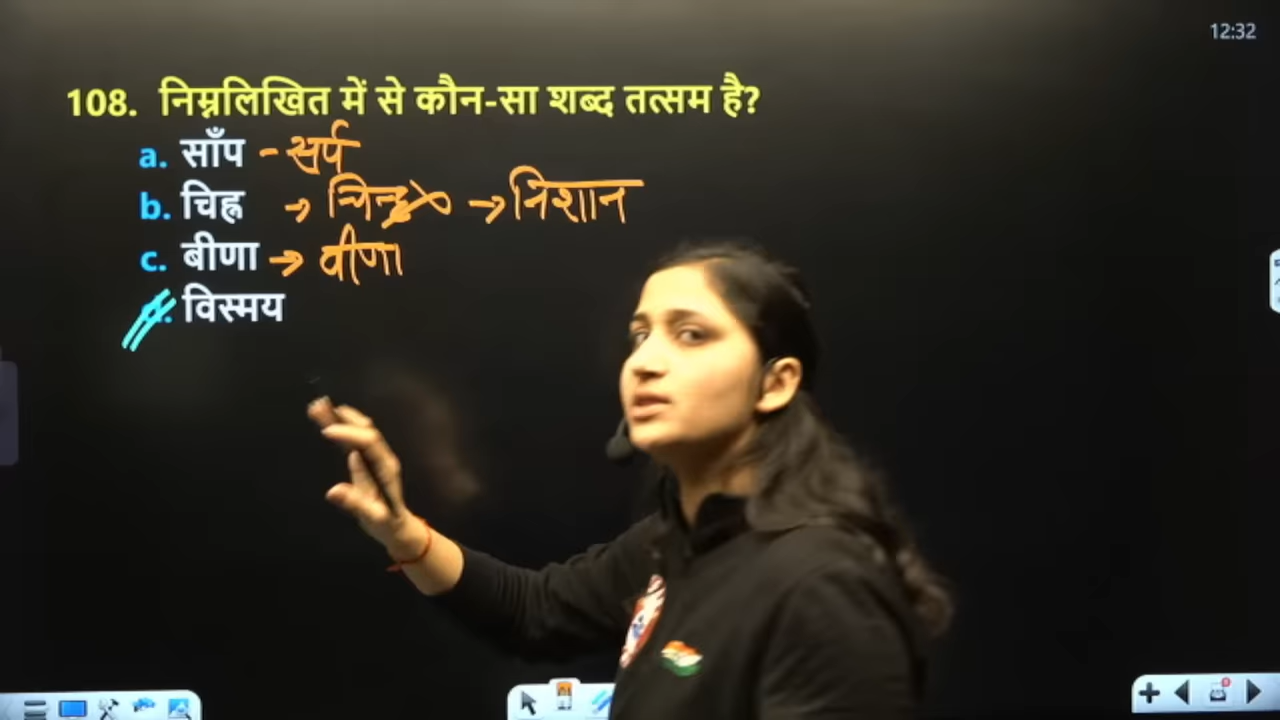 12:32
108. निम्नलिखित में से कौन-सा शब्द तत्सम है?
a. साँप - सर्प
b. चिह्न → चिन्ह → निशान
c. बीणा → वीणा
d. विस्मय